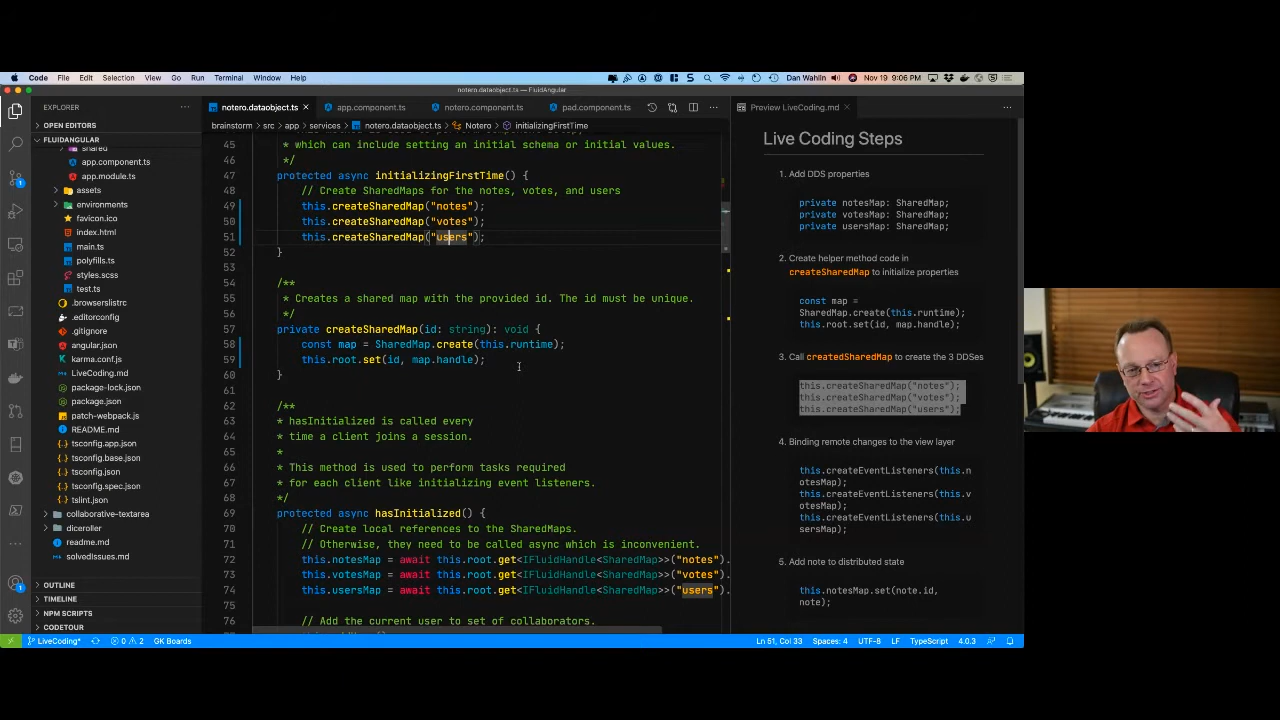 Code File Edit Selection View Go Run Terminal Window Help
Dan Wahlin Nov 19 9:06 PM
notero.dataobject.ts — FluidAngular
EXPLORER
OPEN EDITORS
FLUIDANGULAR
shared
app.component.ts
app.module.ts
assets
environments
favicon.ico
index.html
main.ts
polyfills.ts
styles.scss
test.ts
.browserslistrc
.editorconfig
.gitignore
angular.json
karma.conf.js
LiveCoding.md
package-lock.json
package.json
patch-webpack.js
README.md
tsconfig.app.json
tsconfig.base.json
tsconfig.json
tsconfig.spec.json
tslint.json
collaborative-textarea
diceroller
readme.md
solvedIssues.md
OUTLINE
TIMELINE
NPM SCRIPTS
CODETOUR
notero.dataobject.ts app.component.ts notero.component.ts pad.component.ts
brainstorm > src > app > services > notero.dataobject.ts > Notero > initializingFirstTime
45 * which can include setting an initial schema or initial values.
46 */
47 protected async initializingFirstTime() {
48 // Create SharedMaps for the notes, votes, and users
49 this.createSharedMap("notes");
50 this.createSharedMap("votes");
51 this.createSharedMap("users");
52 }
53
54 /**
55 * Creates a shared map with the provided id. The id must be unique.
56 */
57 private createSharedMap(id: string): void {
58 const map = SharedMap.create(this.runtime);
59 this.root.set(id, map.handle);
60 }
61
62 /**
63 * hasInitialized is called every
64 * time a client joins a session.
65 *
66 * This method is used to perform tasks required
67 * for each client like initializing event listeners.
68 */
69 protected async hasInitialized() {
70 // Create local references to the SharedMaps.
71 // Otherwise, they need to be called async which is inconvenient.
72 this.notesMap = await this.root.get<IFluidHandle<SharedMap>>("notes").
73 this.votesMap = await this.root.get<IFluidHandle<SharedMap>>("votes").
74 this.usersMap = await this.root.get<IFluidHandle<SharedMap>>("users").
75
76 // Add the current user to set of collaborators.
Preview LiveCoding.md
Live Coding Steps
1. Add DDS properties
private notesMap: SharedMap;
private votesMap: SharedMap;
private usersMap: SharedMap;
2. Create helper method code in
createSharedMap to initialize properties
const map =
SharedMap.create(this.runtime);
this.root.set(id, map.handle);
3. Call createdSharedMap to create the 3 DDSes
this.createSharedMap("notes");
this.createSharedMap("votes");
this.createSharedMap("users");
4. Binding remote changes to the view layer
this.createEventListeners(this.n
otesMap);
this.createEventListeners(this.v
otesMap);
this.createEventListeners(this.u
sersMap);
5. Add note to distributed state
this.notesMap.set(note.id,
note);
LiveCoding* 0 2 GK Boards
Ln 51, Col 33 Spaces: 4 UTF-8 LF TypeScript 4.0.3